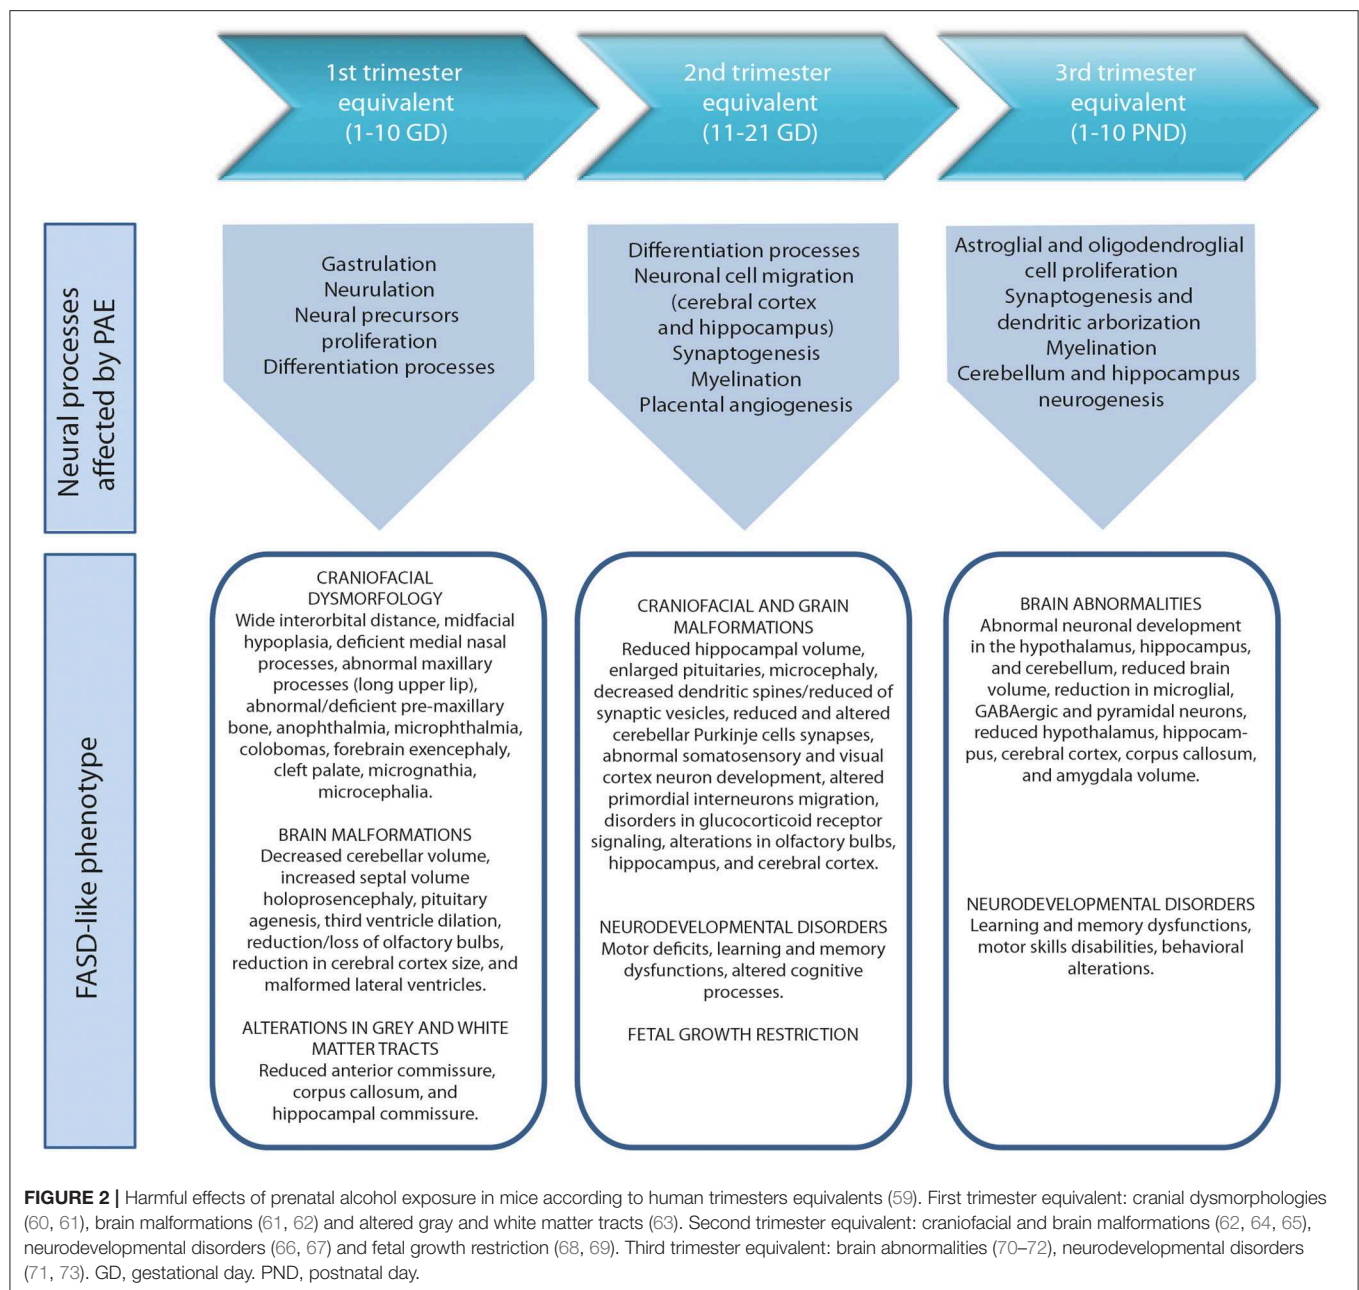 1st trimester
equivalent
(1-10 GD)
2nd trimester
equivalent
(11-21 GD)
3rd trimester
equivalent
(1-10 PND)
Neural processes
affected by PAE
Gastrulation
Neurulation
Neural precursors
proliferation
Differentiation processes
Differentiation processes
Neuronal cell migration
(cerebral cortex
and hippocampus)
Synaptogenesis
Myelination
Placental angiogenesis
Astroglial and oligodendroglial
cell proliferation
Synaptogenesis and
dendritic arborization
Myelination
Cerebellum and hippocampus
neurogenesis
FASD-like phenotype
CRANIOFACIAL
DYSMORFOLOGY
Wide interorbital distance, midfacial
hypoplasia, deficient medial nasal
processes, abnormal maxillary
processes (long upper lip),
abnormal/deficient pre-maxillary
bone, anophthalmia, microphthalmia,
colobomas, forebrain exencephaly,
cleft palate, micrognathia,
microcephalia.
BRAIN MALFORMATIONS
Decreased cerebellar volume,
increased septal volume
holoprosencephaly, pituitary
agenesis, third ventricle dilation,
reduction/loss of olfactory bulbs,
reduction in cerebral cortex size, and
malformed lateral ventricles.
ALTERATIONS IN GREY AND WHITE
MATTER TRACTS
Reduced anterior commissure,
corpus callosum, and
hippocampal commissure.
CRANIOFACIAL AND GRAIN
MALFORMATIONS
Reduced hippocampal volume,
enlarged pituitaries, microcephaly,
decreased dendritic spines/reduced of
synaptic vesicles, reduced and altered
cerebellar Purkinje cells synapses,
abnormal somatosensory and visual
cortex neuron development, altered
primordial interneurons migration,
disorders in glucocorticoid receptor
signaling, alterations in olfactory bulbs,
hippocampus, and cerebral cortex.
NEURODEVELOPMENTAL DISORDERS
Motor deficits, learning and memory
dysfunctions, altered cognitive
processes.
FETAL GROWTH RESTRICTION
BRAIN ABNORMALITIES
Abnormal neuronal development
in the hypothalamus, hippocampus,
and cerebellum, reduced brain
volume, reduction in microglial,
GABAergic and pyramidal neurons,
reduced hypothalamus, hippocam-
pus, cerebral cortex, corpus callosum,
and amygdala volume.
NEURODEVELOPMENTAL DISORDERS
Learning and memory dysfunctions,
motor skills disabilities, behavioral
alterations.
FIGURE 2 | Harmful effects of prenatal alcohol exposure in mice according to human trimesters equivalents (59). First trimester equivalent: cranial dysmorphologies
(60, 61), brain malformations (61, 62) and altered gray and white matter tracts (63). Second trimester equivalent: craniofacial and brain malformations (62, 64, 65),
neurodevelopmental disorders (66, 67) and fetal growth restriction (68, 69). Third trimester equivalent: brain abnormalities (70–72), neurodevelopmental disorders
(71, 73). GD, gestational day. PND, postnatal day.